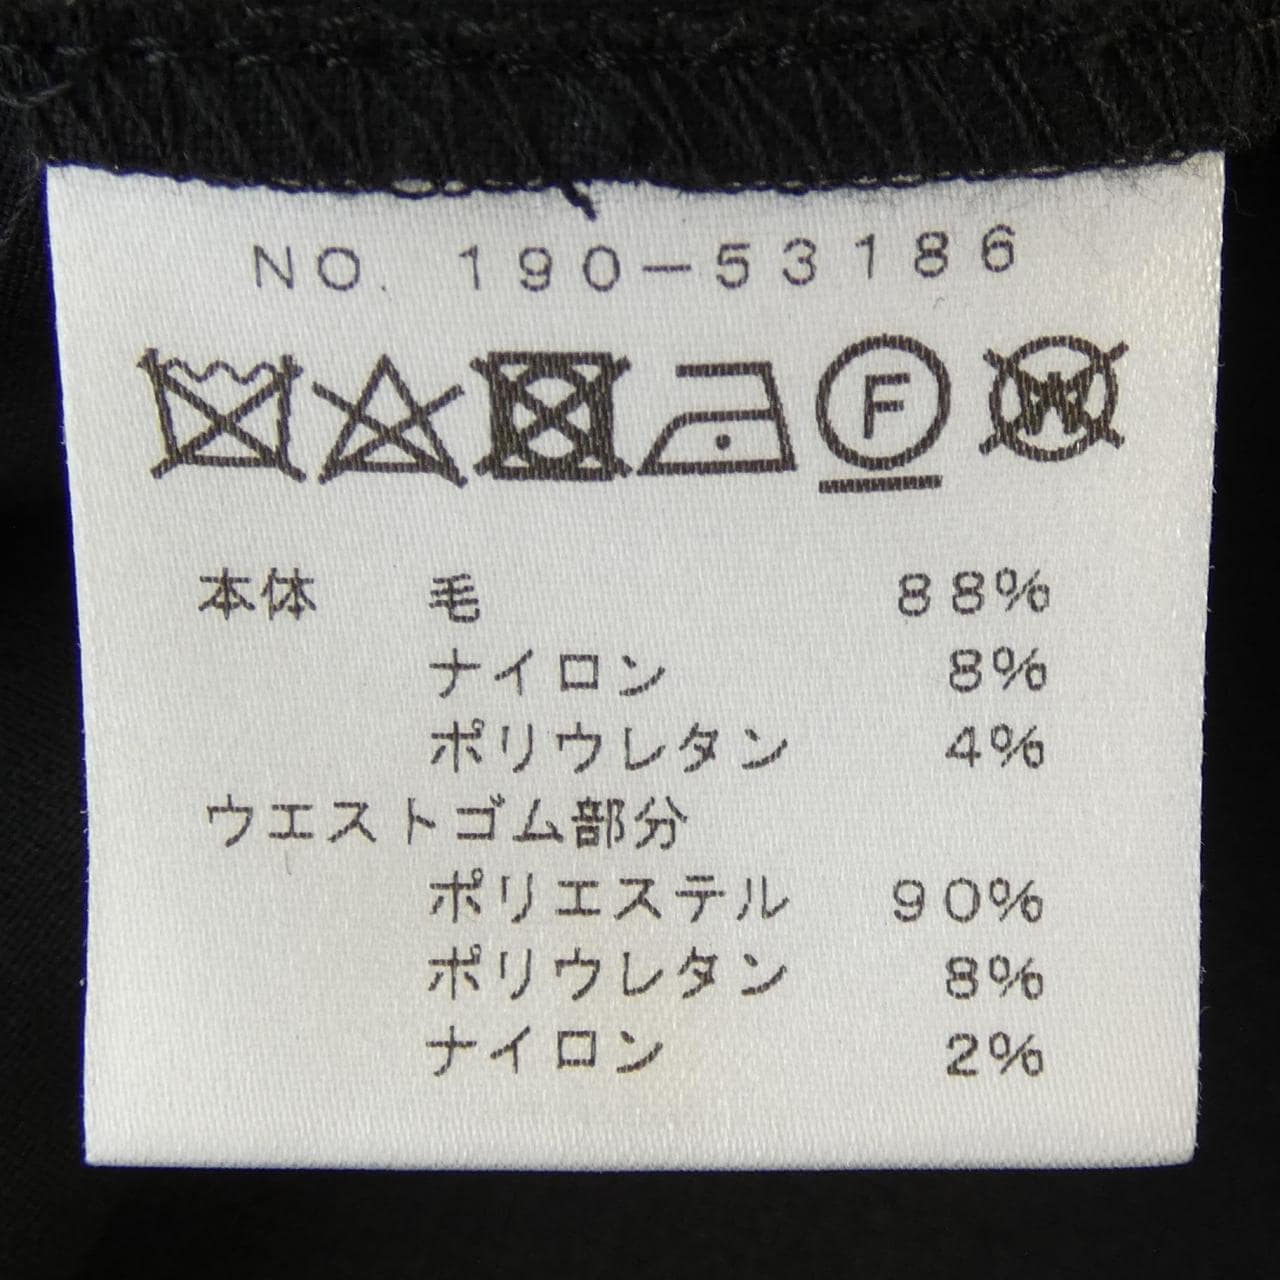 NO. 190-53186
F W
本体 毛 88%
ナイロン 8%
ポリウレタン 4%
ウエストゴム部分
ポリエステル 90%
ポリウレタン 8%
ナイロン 2%